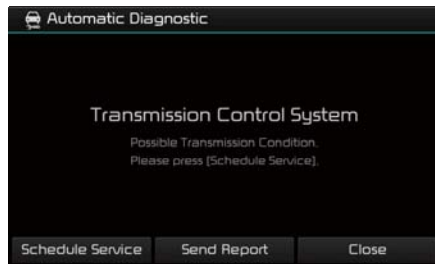 Automatic Diagnostic
Transmission Control System
Possible Transmission Condition.
Please press [Schedule Service].
Schedule Service Send Report Close